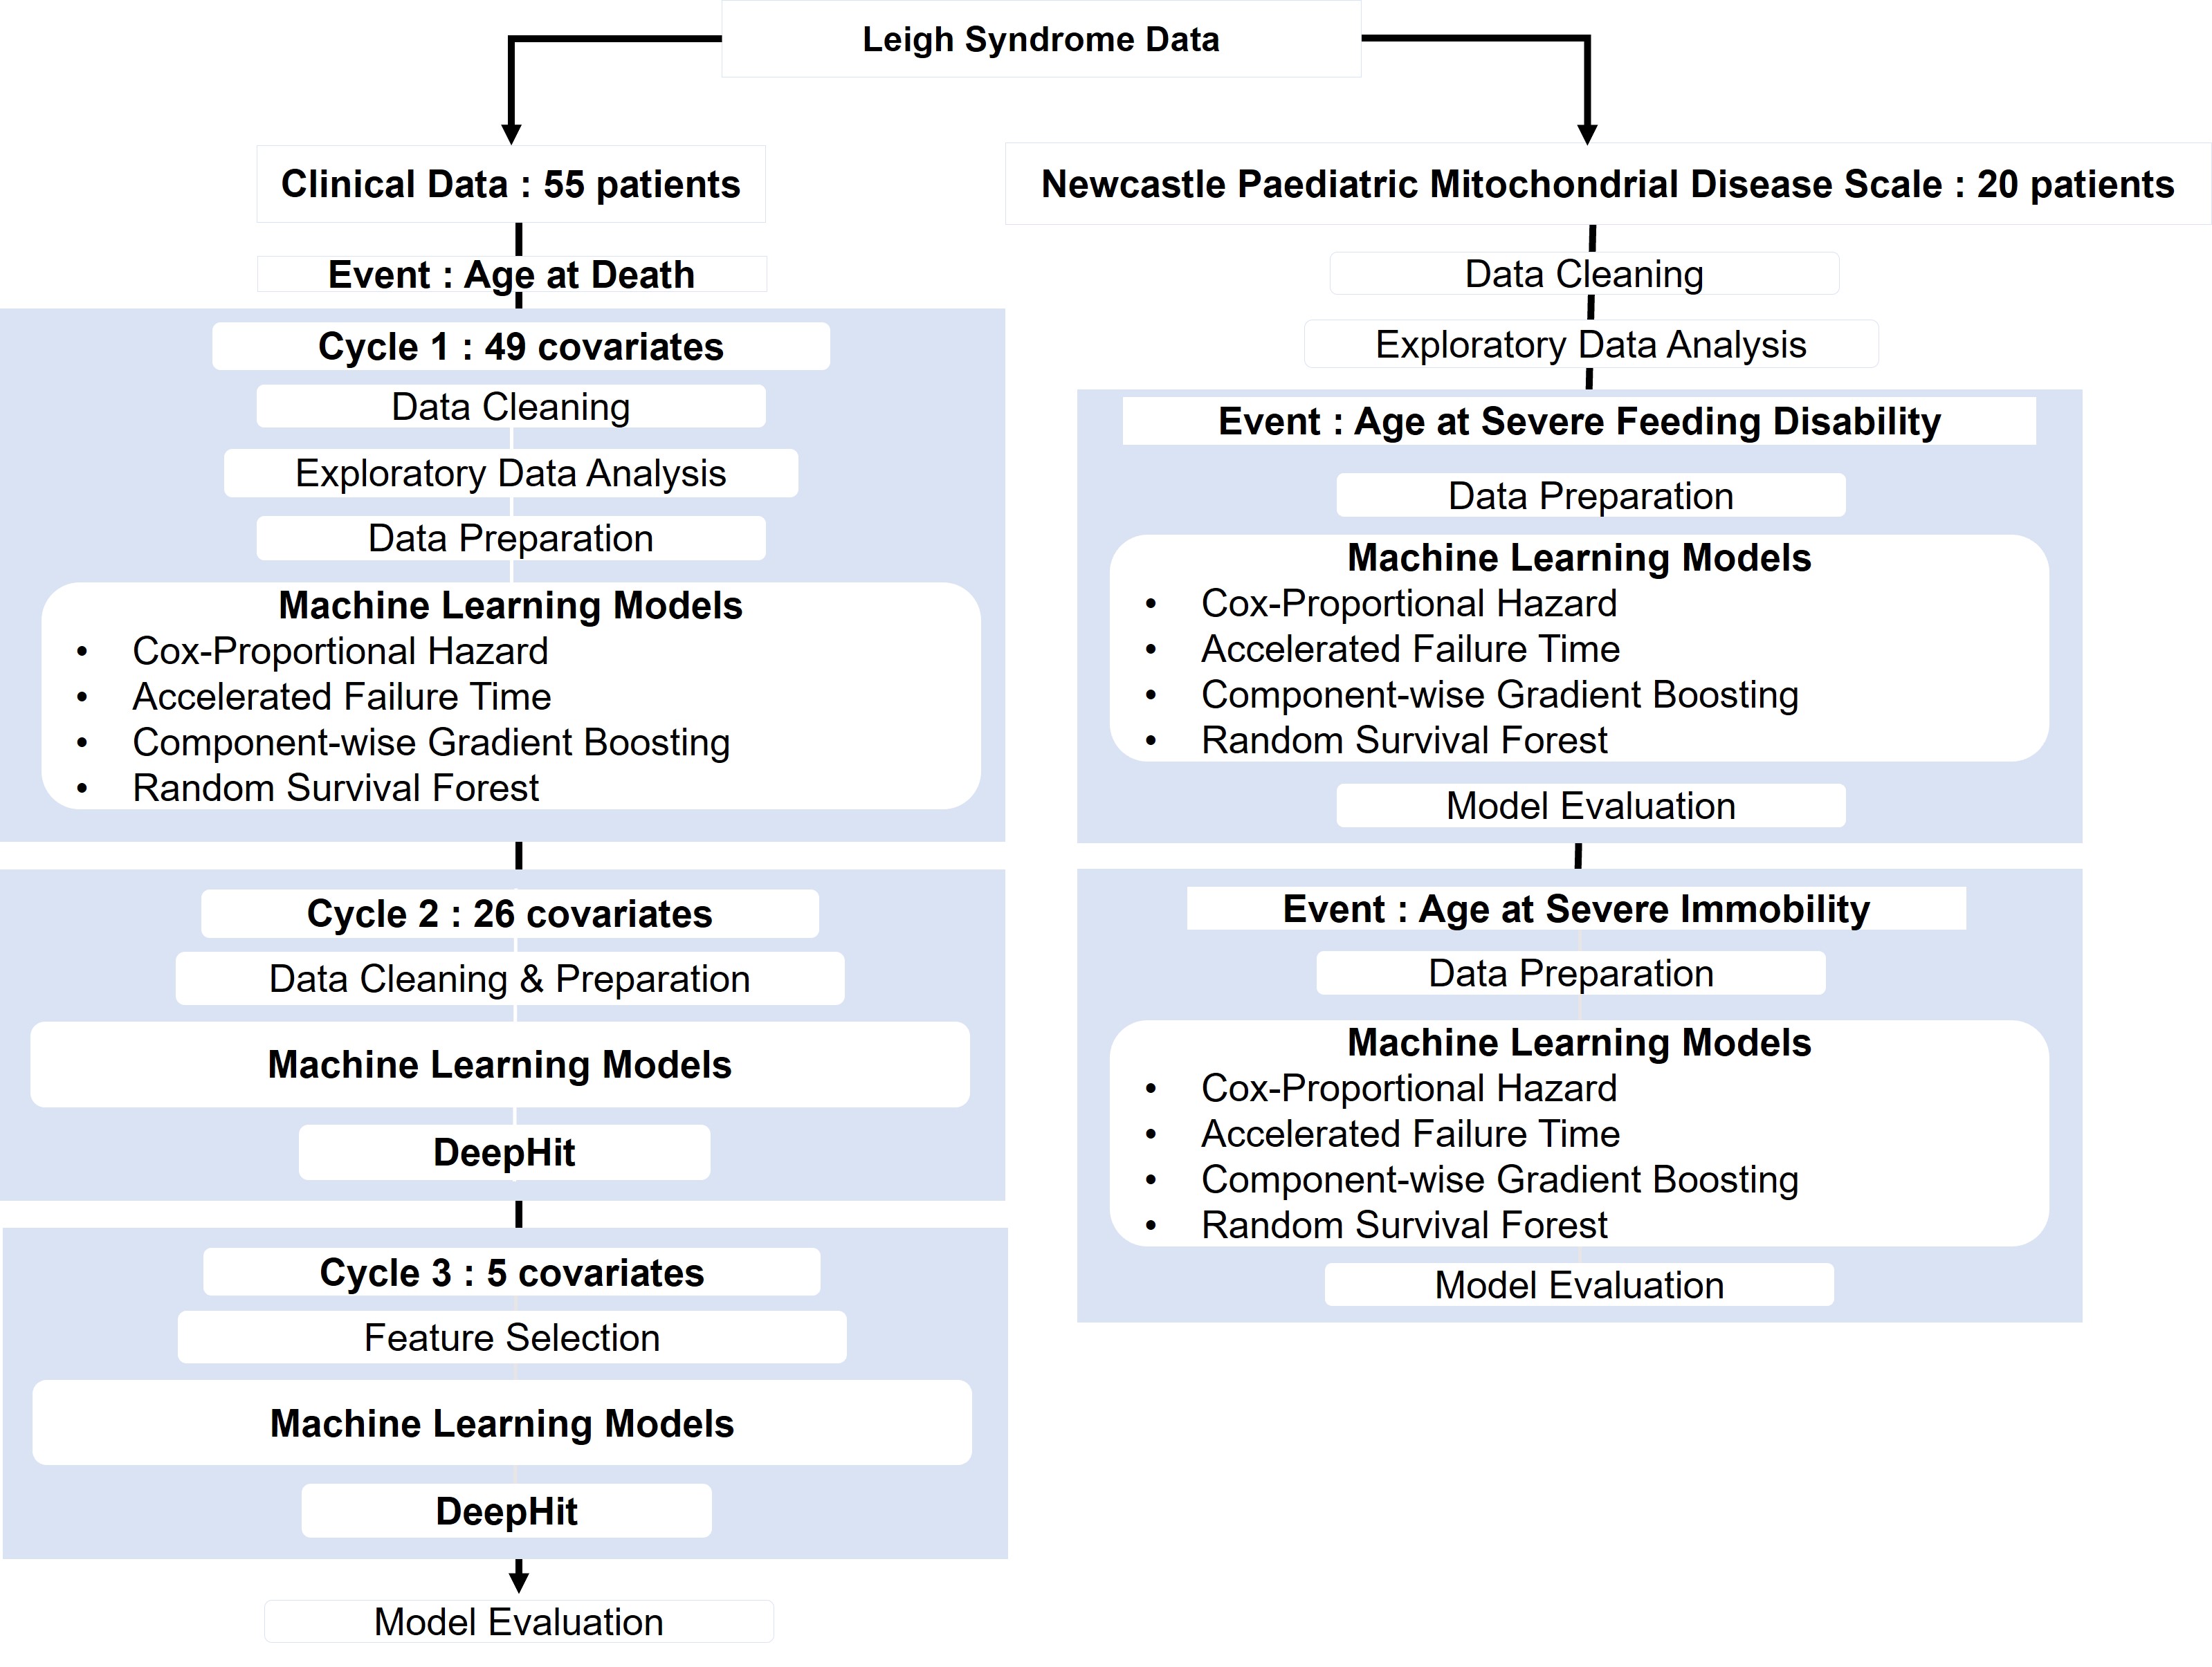 Leigh Syndrome Data
Clinical Data : 55 patients
Event : Age at Death
Cycle 1 : 49 covariates
Data Cleaning
Exploratory Data Analysis
Data Preparation
Machine Learning Models
• Cox-Proportional Hazard
• Accelerated Failure Time
• Component-wise Gradient Boosting
• Random Survival Forest
Cycle 2 : 26 covariates
Data Cleaning & Preparation
Machine Learning Models
DeepHit
Cycle 3 : 5 covariates
Feature Selection
Machine Learning Models
DeepHit
Model Evaluation
Newcastle Paediatric Mitochondrial Disease Scale : 20 patients
Data Cleaning
Exploratory Data Analysis
Event : Age at Severe Feeding Disability
Data Preparation
Machine Learning Models
• Cox-Proportional Hazard
• Accelerated Failure Time
• Component-wise Gradient Boosting
• Random Survival Forest
Model Evaluation
Event : Age at Severe Immobility
Data Preparation
Machine Learning Models
• Cox-Proportional Hazard
• Accelerated Failure Time
• Component-wise Gradient Boosting
• Random Survival Forest
Model Evaluation